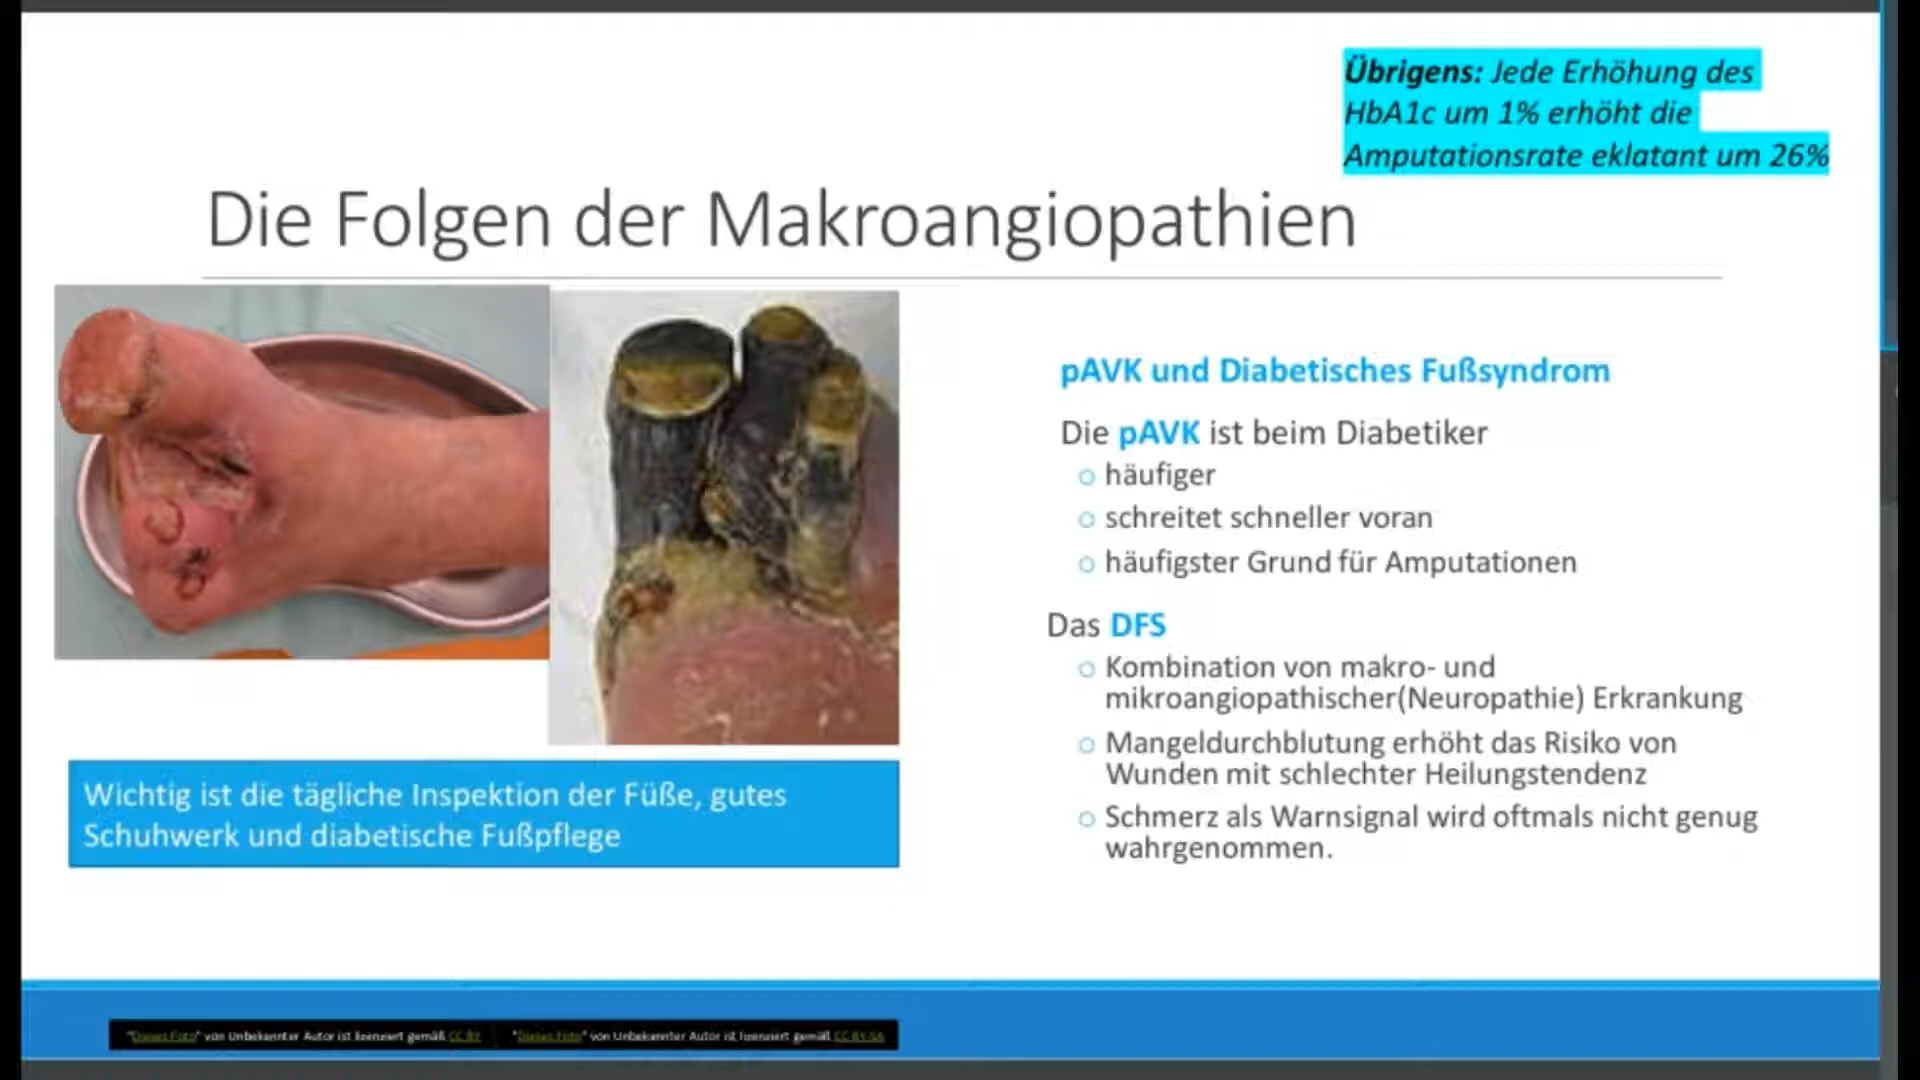 Übrigens: Jede Erhöhung des
HbA1c um 1% erhöht die
Amputationsrate eklatant um 26%
Die Folgen der Makroangiopathien
pAVK und Diabetisches Fußsyndrom
Die pAVK ist beim Diabetiker
häufiger
schreitet schneller voran
häufigster Grund für Amputationen
Das DFS
Kombination von makro- und
mikroangiopathischer(Neuropathie) Erkrankung
Mangeldurchblutung erhöht das Risiko von
Wunden mit schlechter Heilungstendenz
Schmerz als Warnsignal wird oftmals nicht genug
wahrgenommen.
Wichtig ist die tägliche Inspektion der Füße, gutes
Schuhwerk und diabetische Fußpflege
"Dieses Foto" von Unbekannter Autor ist lizenziert gemäß CC BY
"Dieses Foto" von Unbekannter Autor ist lizenziert gemäß CC BY-SA